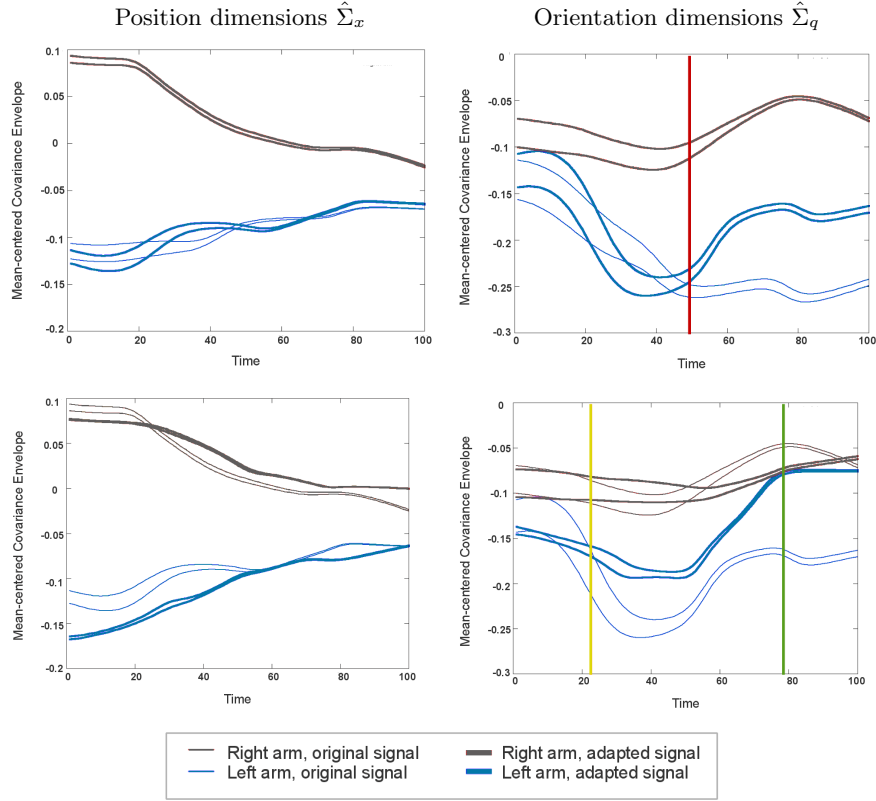 Position dimensions Σ̂ₓ
Orientation dimensions Σ̂_q
Mean-centered Covariance Envelope
0.1
0.05
0
-0.05
-0.1
-0.15
-0.2
0 20 40 60 80 100
Time
Mean-centered Covariance Envelope
0
-0.05
-0.1
-0.15
-0.2
-0.25
-0.3
0 20 40 60 80 100
Time
Mean-centered Covariance Envelope
0.1
0.05
0
-0.05
-0.1
-0.15
-0.2
0 20 40 60 80 100
Time
Mean-centered Covariance Envelope
0
-0.05
-0.1
-0.15
-0.2
-0.25
-0.3
0 20 40 60 80 100
Time
Right arm, original signal
Left arm, original signal
Right arm, adapted signal
Left arm, adapted signal